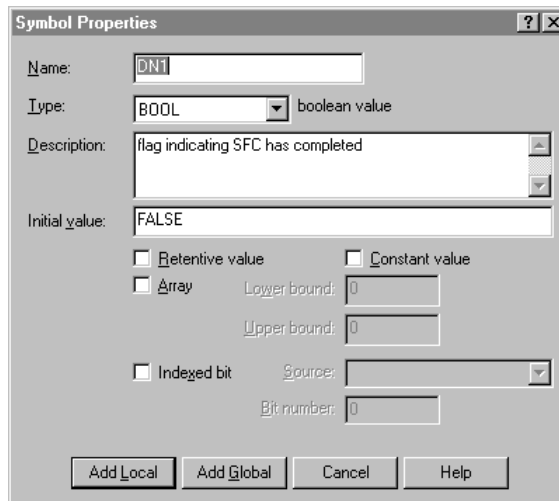 Symbol Properties
Name: DN1
Type: BOOL boolean value
Description: flag indicating SFC has completed
Initial value: FALSE
Retentive value Constant value
Array Lower bound: 0
Upper bound: 0
Indexed bit Source:
Bit number: 0
Add Local Add Global Cancel Help